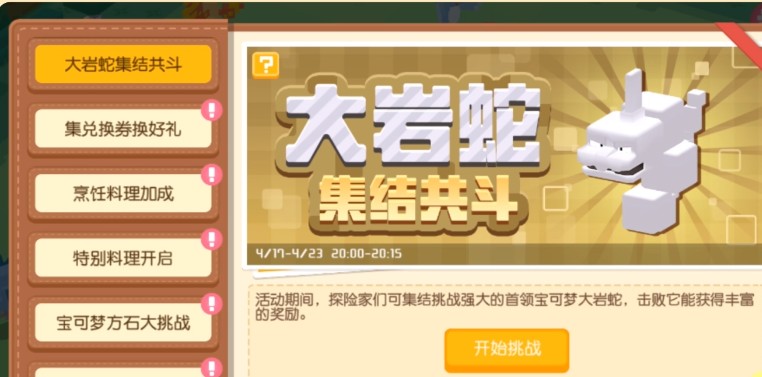 大岩蛇集结共斗
集兑换券换好礼
烹饪料理加成
特别料理开启
宝可梦方石大挑战
?
大岩蛇
集结共斗
4/17-4/23 20:00-20:15
活动期间，探险家们可集结挑战强大的首领宝可梦大岩蛇，击败它能获得丰富
的奖励。
开始挑战